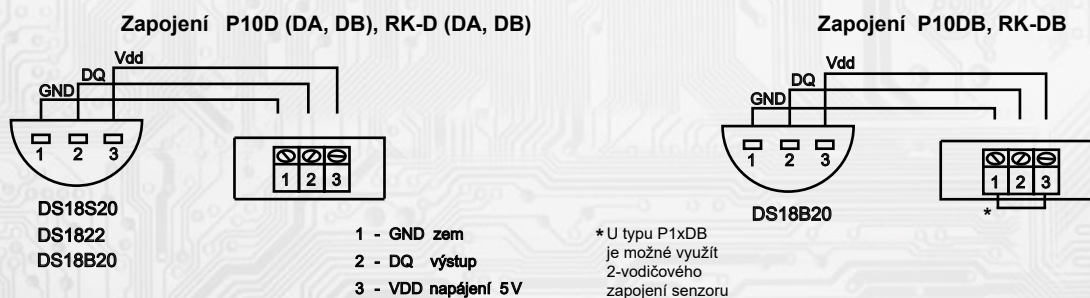 Zapojení P10D (DA, DB), RK-D (DA, DB)
Vdd
DQ
GND
1 2 3
1 2 3
DS18S20
DS1822
DS18B20
1 - GND zem
2 - DQ výstup
3 - VDD napájení 5V
Zapojení P10DB, RK-DB
Vdd
DQ
GND
1 2 3
1 2 3
*
DS18B20
* U typu P1xDB
je možné využít
2-vodičového
zapojení senzoru